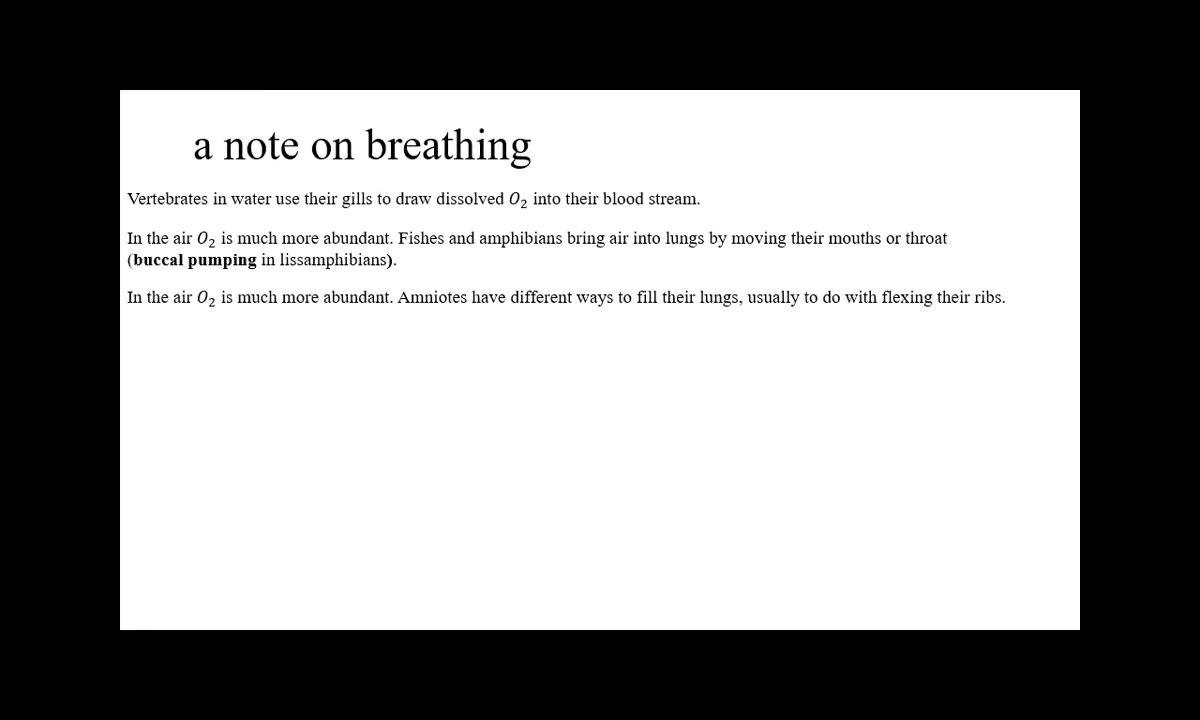 a note on breathing
Vertebrates in water use their gills to draw dissolved O₂ into their blood stream.
In the air O₂ is much more abundant. Fishes and amphibians bring air into lungs by moving their mouths or throat
(buccal pumping in lissamphibians).
In the air O₂ is much more abundant. Amniotes have different ways to fill their lungs, usually to do with flexing their ribs.